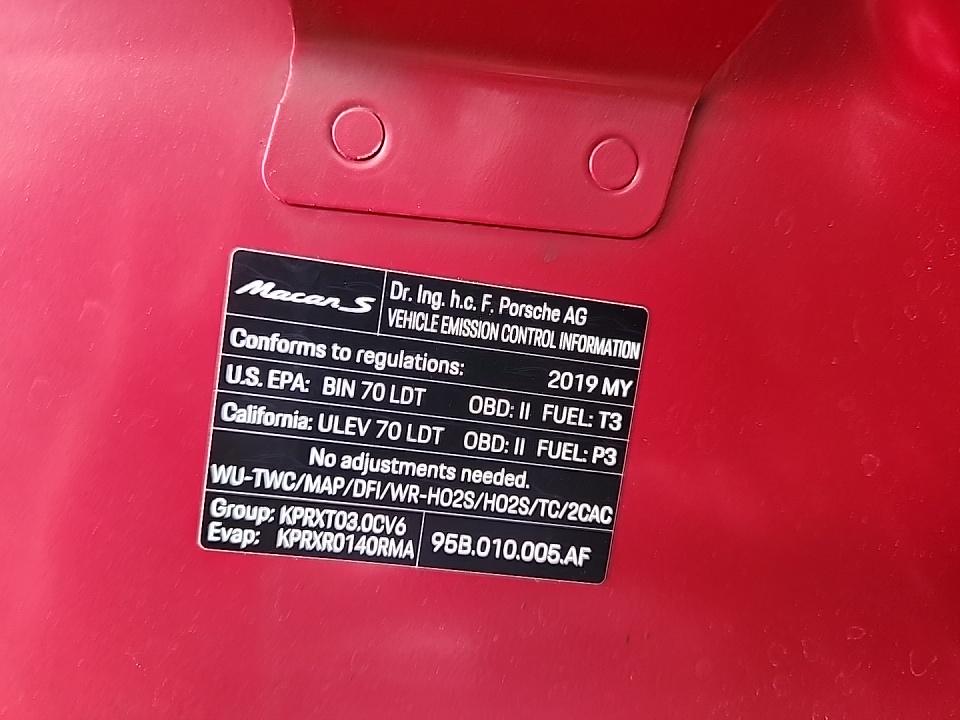 Macan S
Dr. Ing. h.c. F. Porsche AG
VEHICLE EMISSION CONTROL INFORMATION
Conforms to regulations: 2019 MY
U.S. EPA: BIN 70 LDT OBD: II FUEL: T3
California: ULEV 70 LDT OBD: II FUEL: P3
No adjustments needed.
WU-TWC/MAP/DFI/WR-HO2S/HO2S/TC/2CAC
Group: KPRXT03.0CV6
Evap: KPRXR0140RMA
95B.010.005.AF